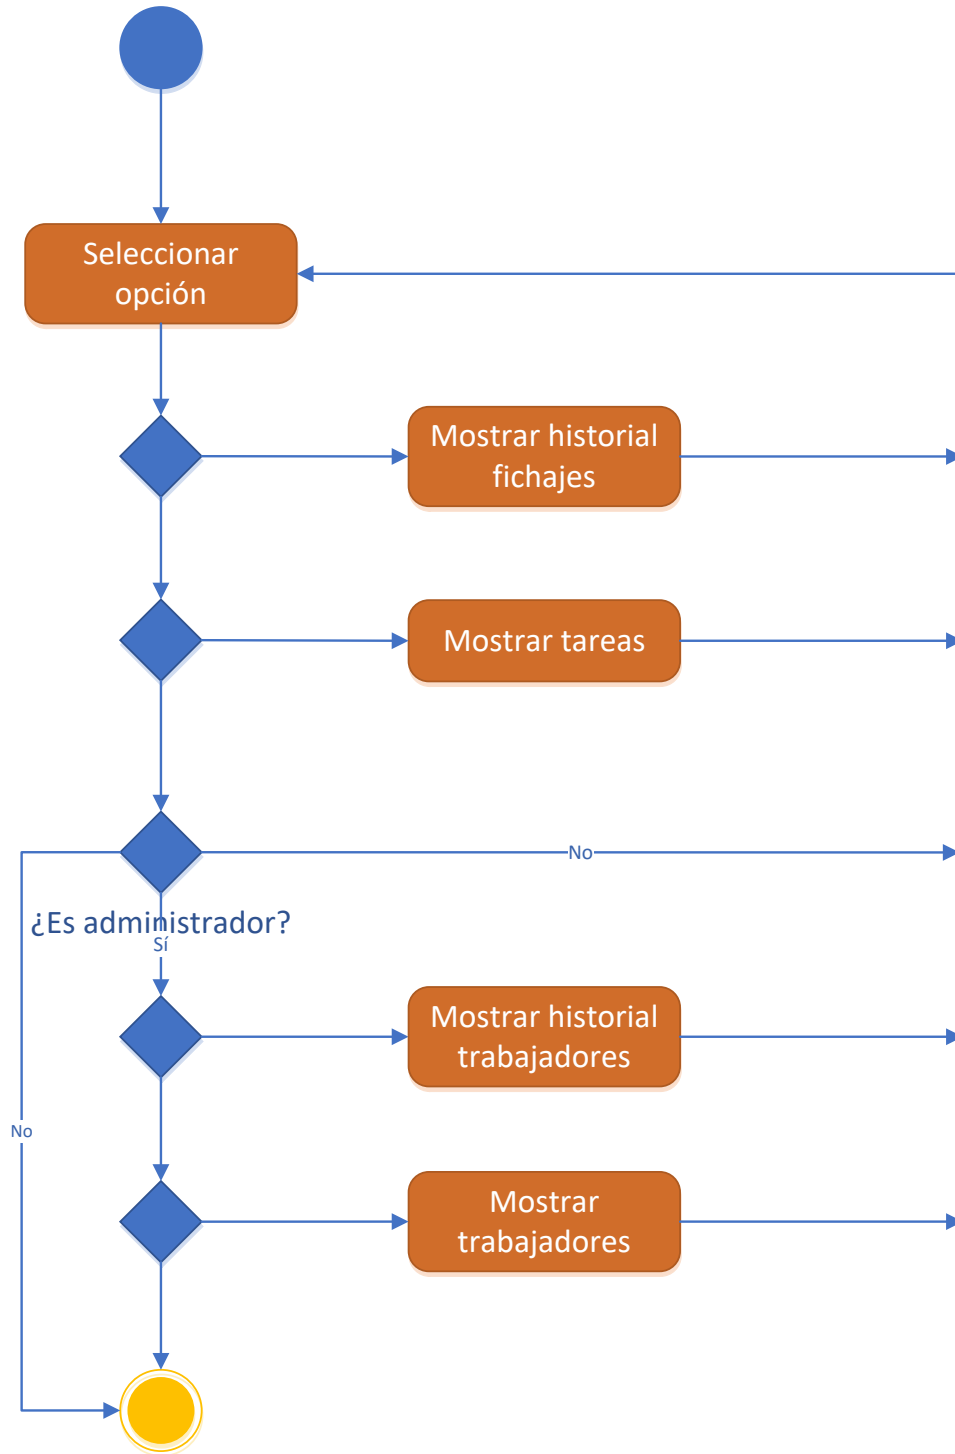 Seleccionar
opción
Mostrar historial
fichajes
Mostrar tareas
No
¿Es administrador?
Sí
Mostrar historial
trabajadores
No
Mostrar
trabajadores